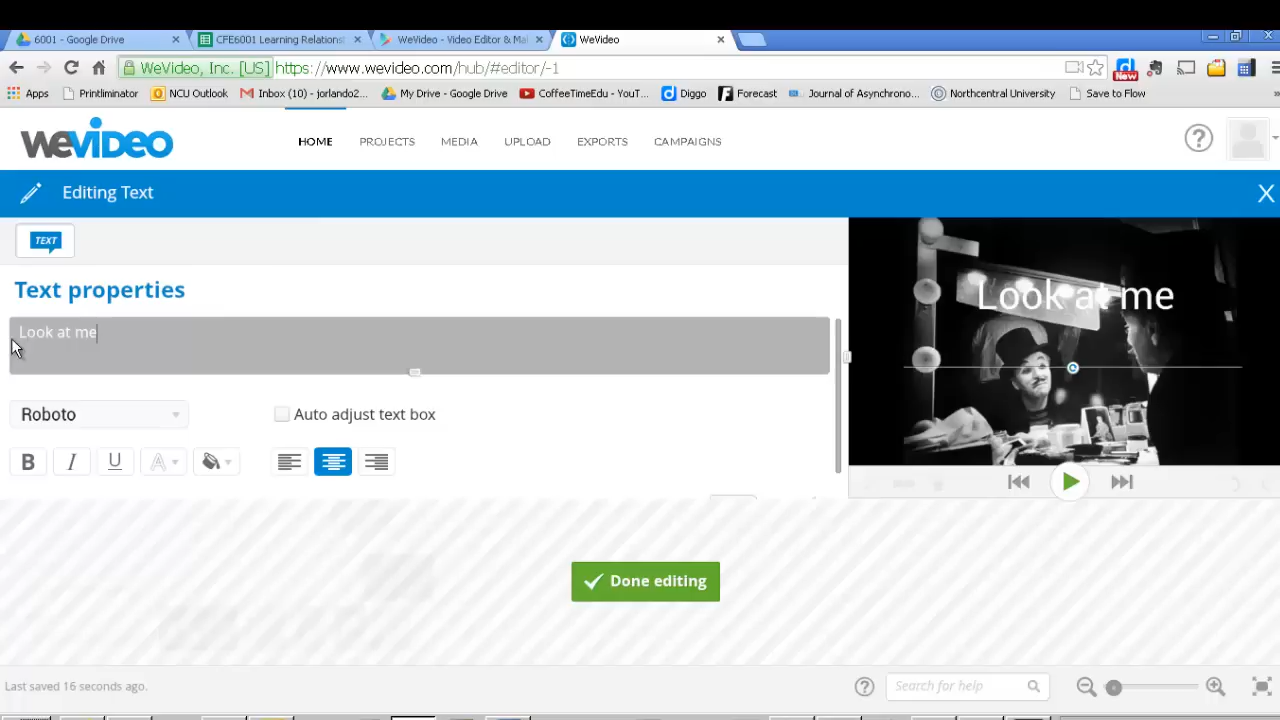 6001 - Google Drive
CFE6001 Learning Relations
WeVideo - Video Editor & Mal
WeVideo
WeVideo, Inc. [US] https://www.wevideo.com/hub/#editor/-1
New
Apps Printliminator NCU Outlook Inbox (10) - jorlando2... My Drive - Google Drive CoffeeTimeEdu - YouT... Diggo Forecast Journal of Asynchrono... Northcentral University Save to Flow
WEVIDEO
HOME PROJECTS MEDIA UPLOAD EXPORTS CAMPAIGNS
Editing Text X
TEXT
Text properties
Look at me
Look at me
Roboto
Auto adjust text box
B I U A
Done editing
Last saved 16 seconds ago.
Search for help